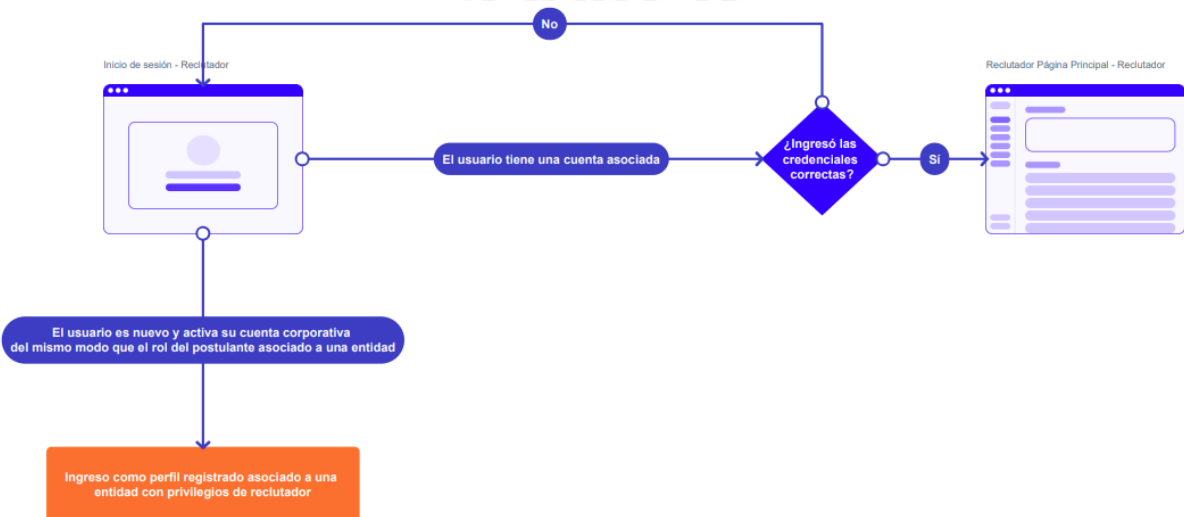 No
Inicio de sesión - Reclutador
Reclutador Página Principal - Reclutador
El usuario tiene una cuenta asociada
¿Ingresó las
credenciales
correctas?
Sí
El usuario es nuevo y activa su cuenta corporativa
del mismo modo que el rol del postulante asociado a una entidad
Ingreso como perfil registrado asociado a una
entidad con privilegios de reclutador